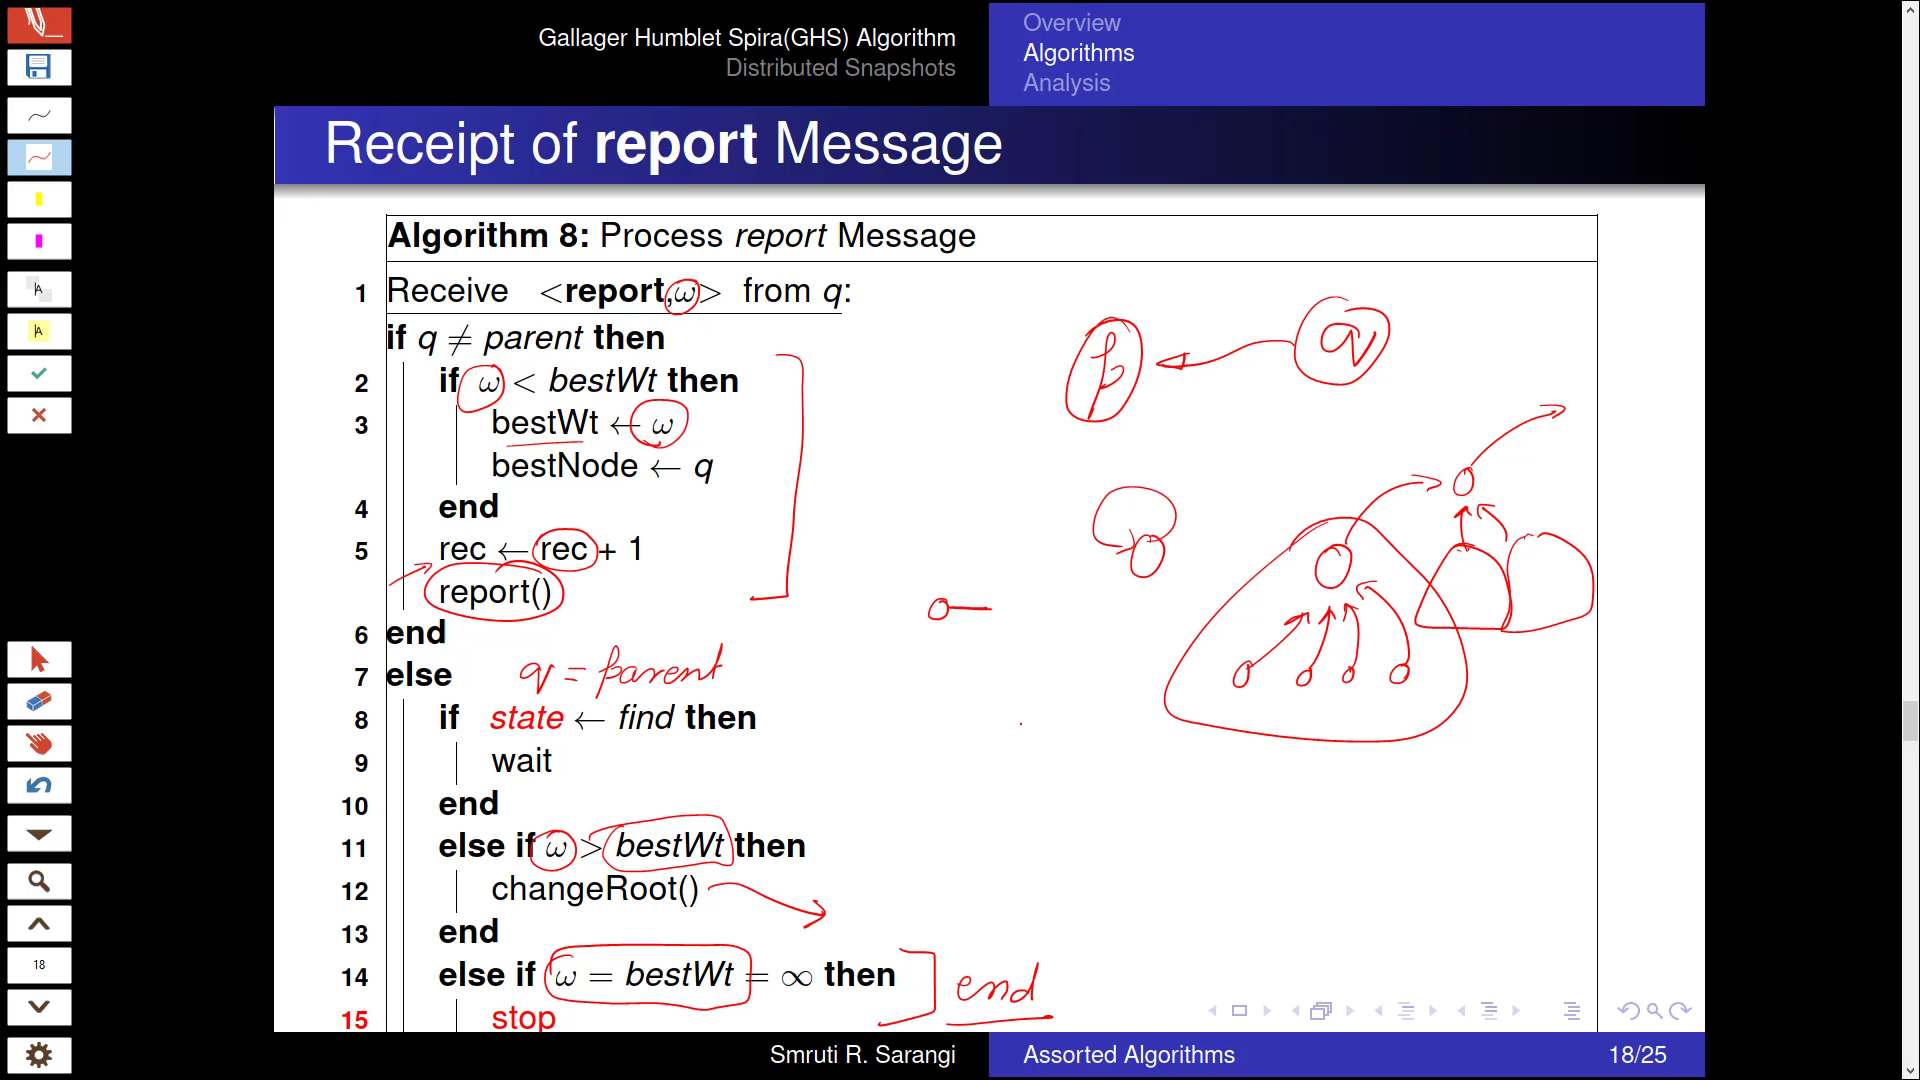 Gallager Humblet Spira(GHS) Algorithm
Distributed Snapshots
Overview
Algorithms
Analysis
Receipt of report Message
Algorithm 8: Process report Message
1 Receive <report,ω> from q:
if q ≠ parent then
2 if ω < bestWt then
3 bestWt ← ω
bestNode ← q
4 end
5 rec ← rec + 1
report()
6 end
7 else q = parent
8 if state ← find then
9 wait
10 end
11 else if ω > bestWt then
12 changeRoot()
13 end
14 else if ω = bestWt = ∞ then end
15 stop
p
q
A
A
18
Smruti R. Sarangi
Assorted Algorithms
18/25